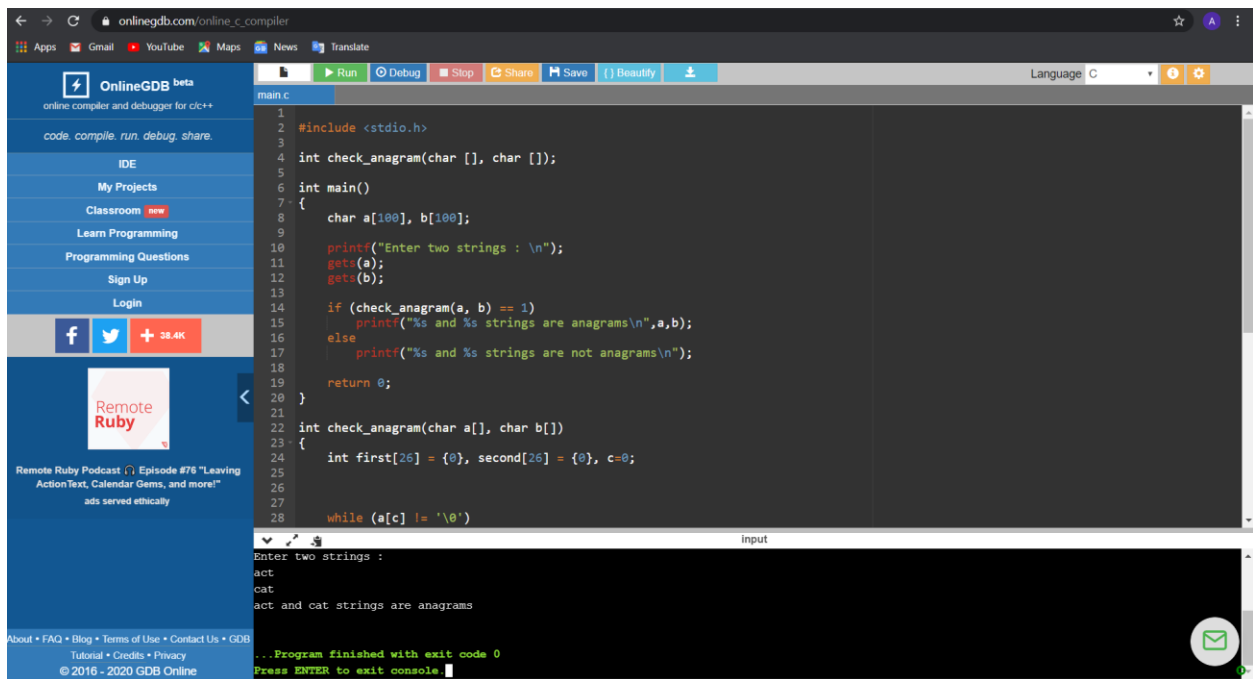 onlinegdb.com/online_c_compiler
A
Apps Gmail YouTube Maps News Translate
OnlineGDB beta
online compiler and debugger for c/c++
code. compile. run. debug. share.
IDE
My Projects
Classroom new
Learn Programming
Programming Questions
Sign Up
Login
f + 38.4K
Remote
Ruby
Remote Ruby Podcast 🎧 Episode #76 "Leaving
ActionText, Calendar Gems, and more!"
ads served ethically
About • FAQ • Blog • Terms of Use • Contact Us • GDB
Tutorial • Credits • Privacy
© 2016 - 2020 GDB Online
Run Debug Stop Share Save {} Beautify Language C
main.c
1
2 #include <stdio.h>
3
4 int check_anagram(char [], char []);
5
6 int main()
7 {
8 char a[100], b[100];
9
10 printf("Enter two strings : \n");
11 gets(a);
12 gets(b);
13
14 if (check_anagram(a, b) == 1)
15 printf("%s and %s strings are anagrams\n",a,b);
16 else
17 printf("%s and %s strings are not anagrams\n");
18
19 return 0;
20 }
21
22 int check_anagram(char a[], char b[])
23 {
24 int first[26] = {0}, second[26] = {0}, c=0;
25
26
27
28 while (a[c] != '\0')
input
Enter two strings :
act
cat
act and cat strings are anagrams
...Program finished with exit code 0
Press ENTER to exit console.